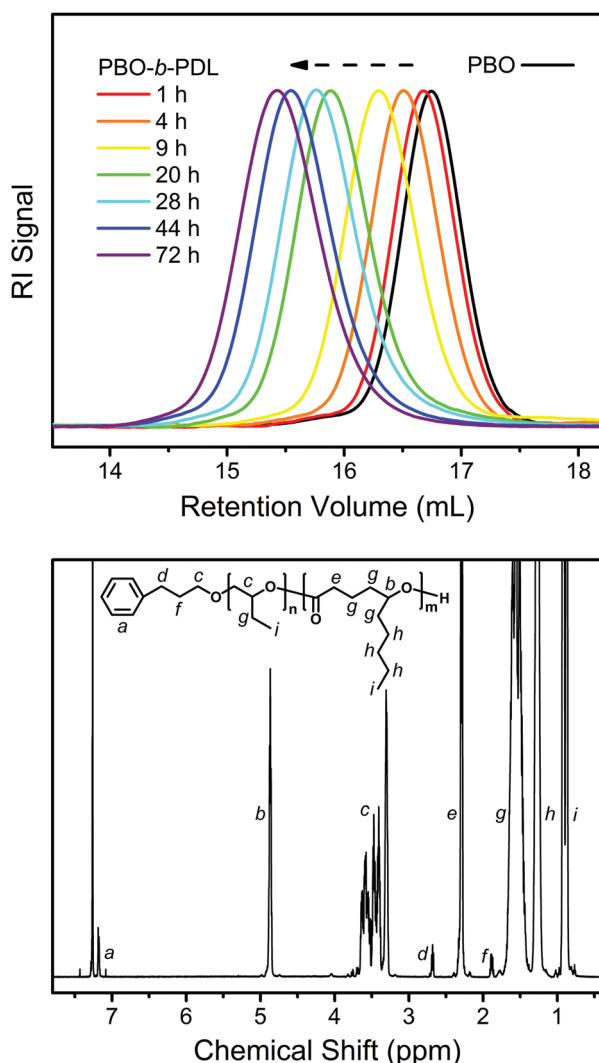 PBO-b-PDL
PBO
1 h
4 h
9 h
20 h
28 h
44 h
72 h
RI Signal
14 15 16 17 18
Retention Volume (mL)
d c c O e g b O H
a f O n O g g m
g i h
h
h
i
b c e g h i
a d f
7 6 5 4 3 2 1
Chemical Shift (ppm)